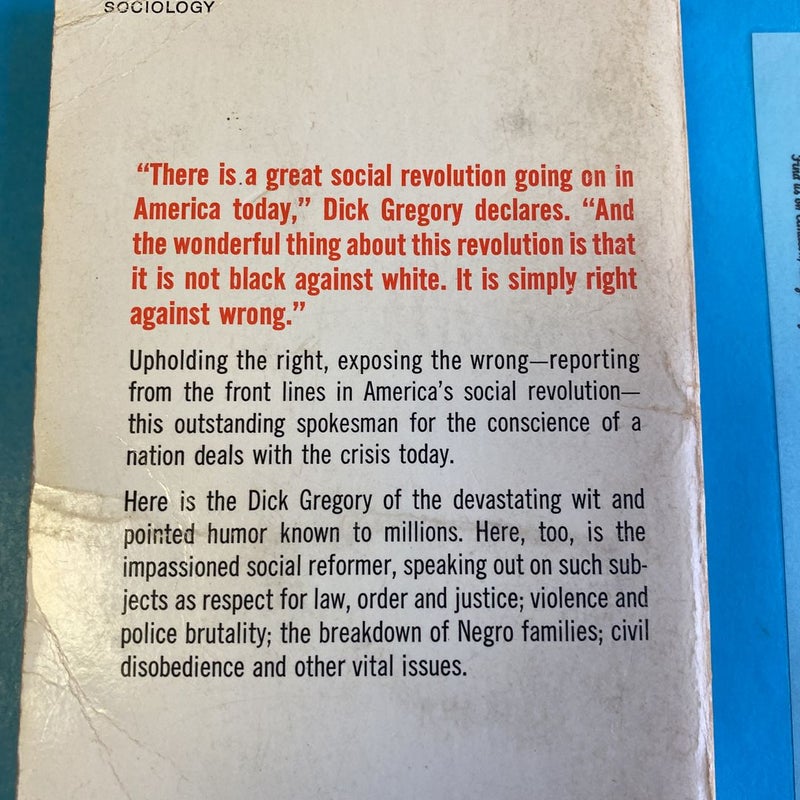 SOCIOLOGY
“There is a great social revolution going on in
America today,” Dick Gregory declares. “And
the wonderful thing about this revolution is that
it is not black against white. It is simply right
against wrong.”
Upholding the right, exposing the wrong—reporting
from the front lines in America’s social revolution—
this outstanding spokesman for the conscience of a
nation deals with the crisis today.
Here is the Dick Gregory of the devastating wit and
pointed humor known to millions. Here, too, is the
impassioned social reformer, speaking out on such sub-
jects as respect for law, order and justice; violence and
police brutality; the breakdown of Negro families; civil
disobedience and other vital issues.